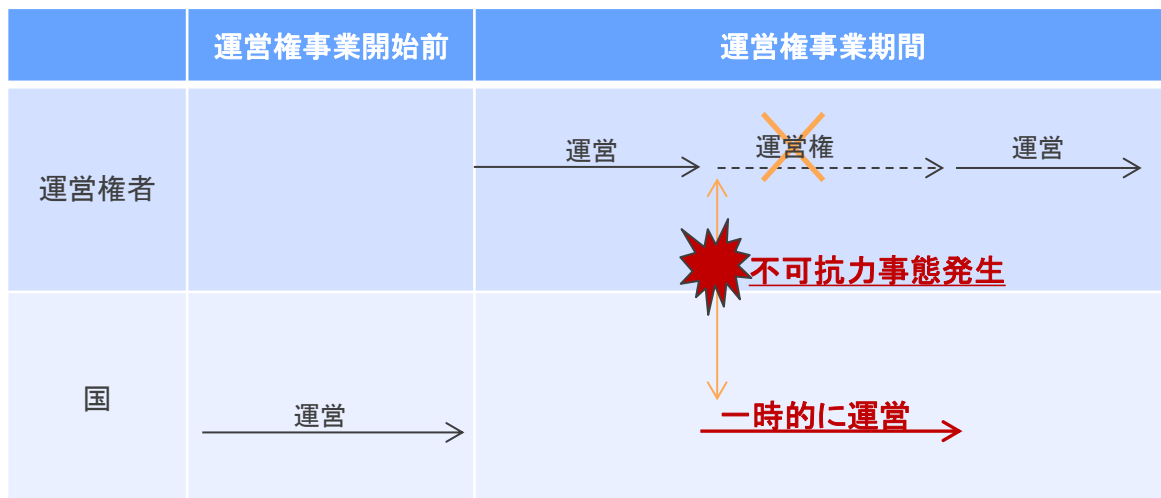 運営権事業開始前
運営権事業期間
運営権者
運営
運営権
運営
不可抗力事態発生
国
運営
一時的に運営